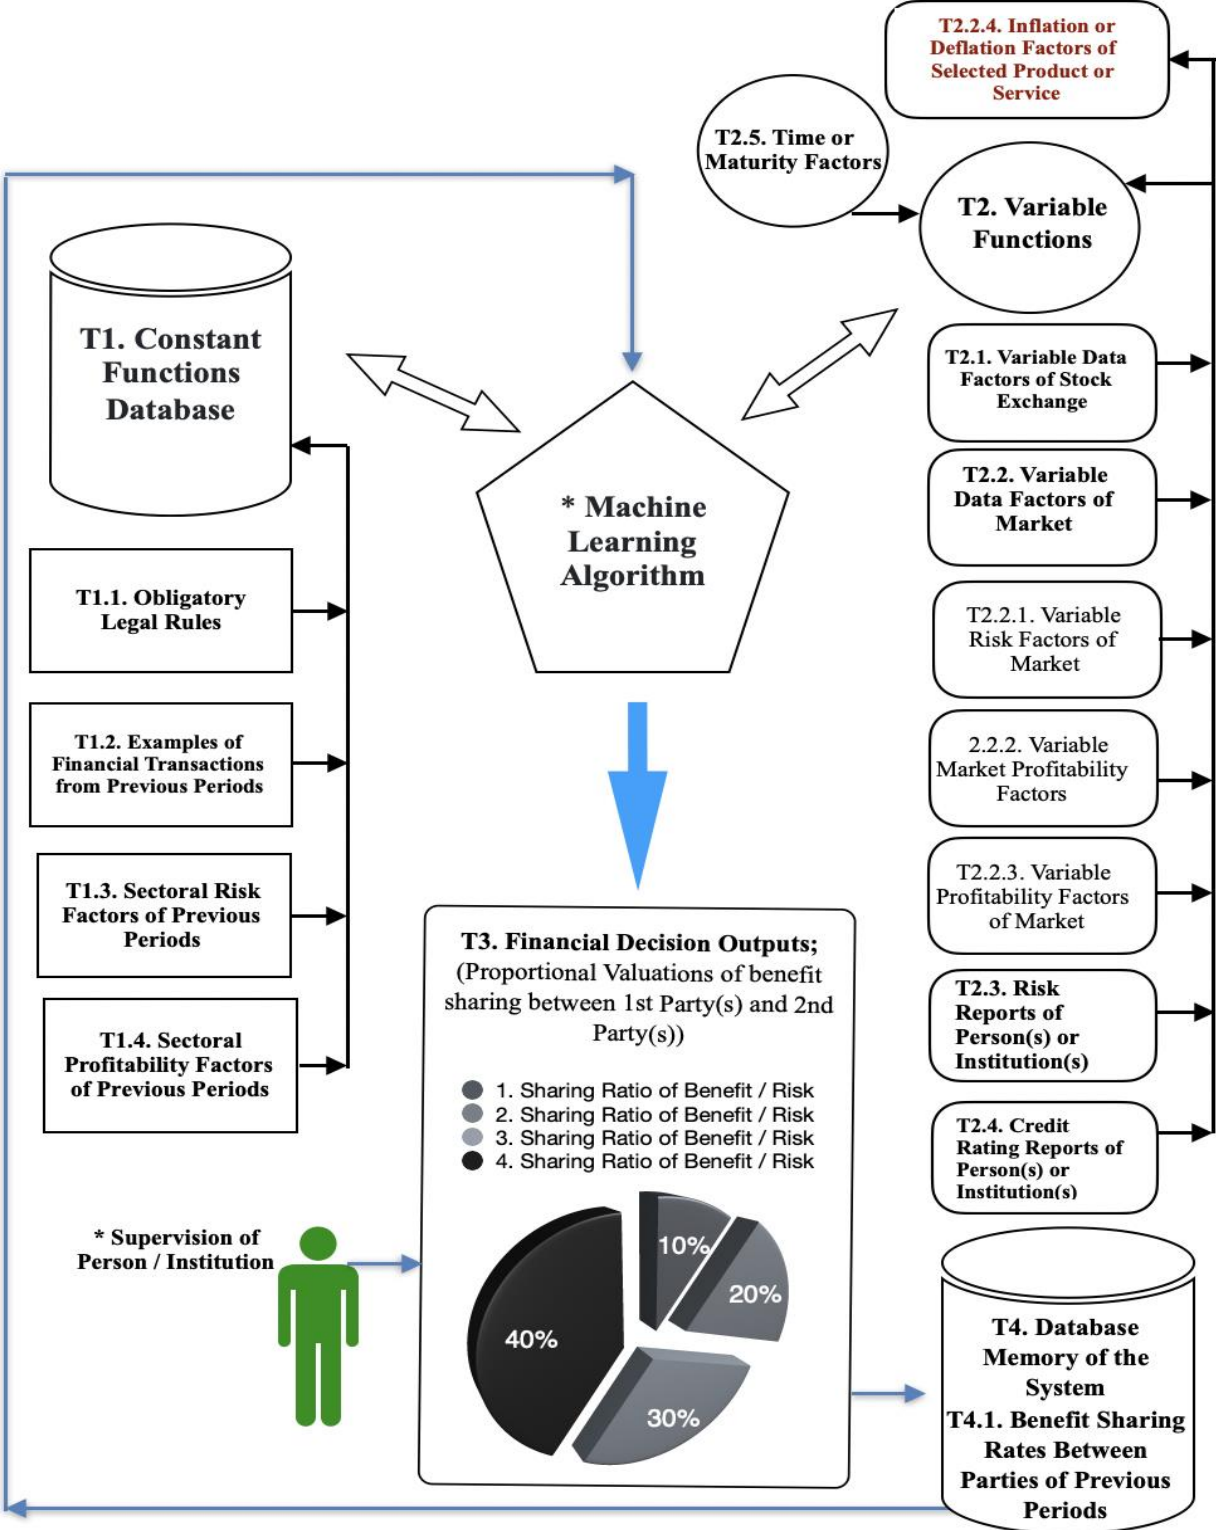 T2.2.4. Inflation or
Deflation Factors of
Selected Product or
Service
T2.5. Time or
Maturity Factors
T2. Variable
Functions
T1. Constant
Functions
Database
T2.1. Variable Data
Factors of Stock
Exchange
T2.2. Variable
Data Factors of
Market
* Machine
Learning
Algorithm
T1.1. Obligatory
Legal Rules
T2.2.1. Variable
Risk Factors of
Market
T1.2. Examples of
Financial Transactions
from Previous Periods
2.2.2. Variable
Market Profitability
Factors
T1.3. Sectoral Risk
Factors of Previous
Periods
T2.2.3. Variable
Profitability Factors
of Market
T1.4. Sectoral
Profitability Factors
of Previous Periods
T2.3. Risk
Reports of
Person(s) or
Institution(s)
T2.4. Credit
Rating Reports of
Person(s) or
Institution(s)
T3. Financial Decision Outputs;
(Proportional Valuations of benefit
sharing between 1st Party(s) and 2nd
Party(s))
1. Sharing Ratio of Benefit / Risk
2. Sharing Ratio of Benefit / Risk
3. Sharing Ratio of Benefit / Risk
4. Sharing Ratio of Benefit / Risk
10%
20%
40%
30%
* Supervision of
Person / Institution
T4. Database
Memory of the
System
T4.1. Benefit Sharing
Rates Between
Parties of Previous
Periods